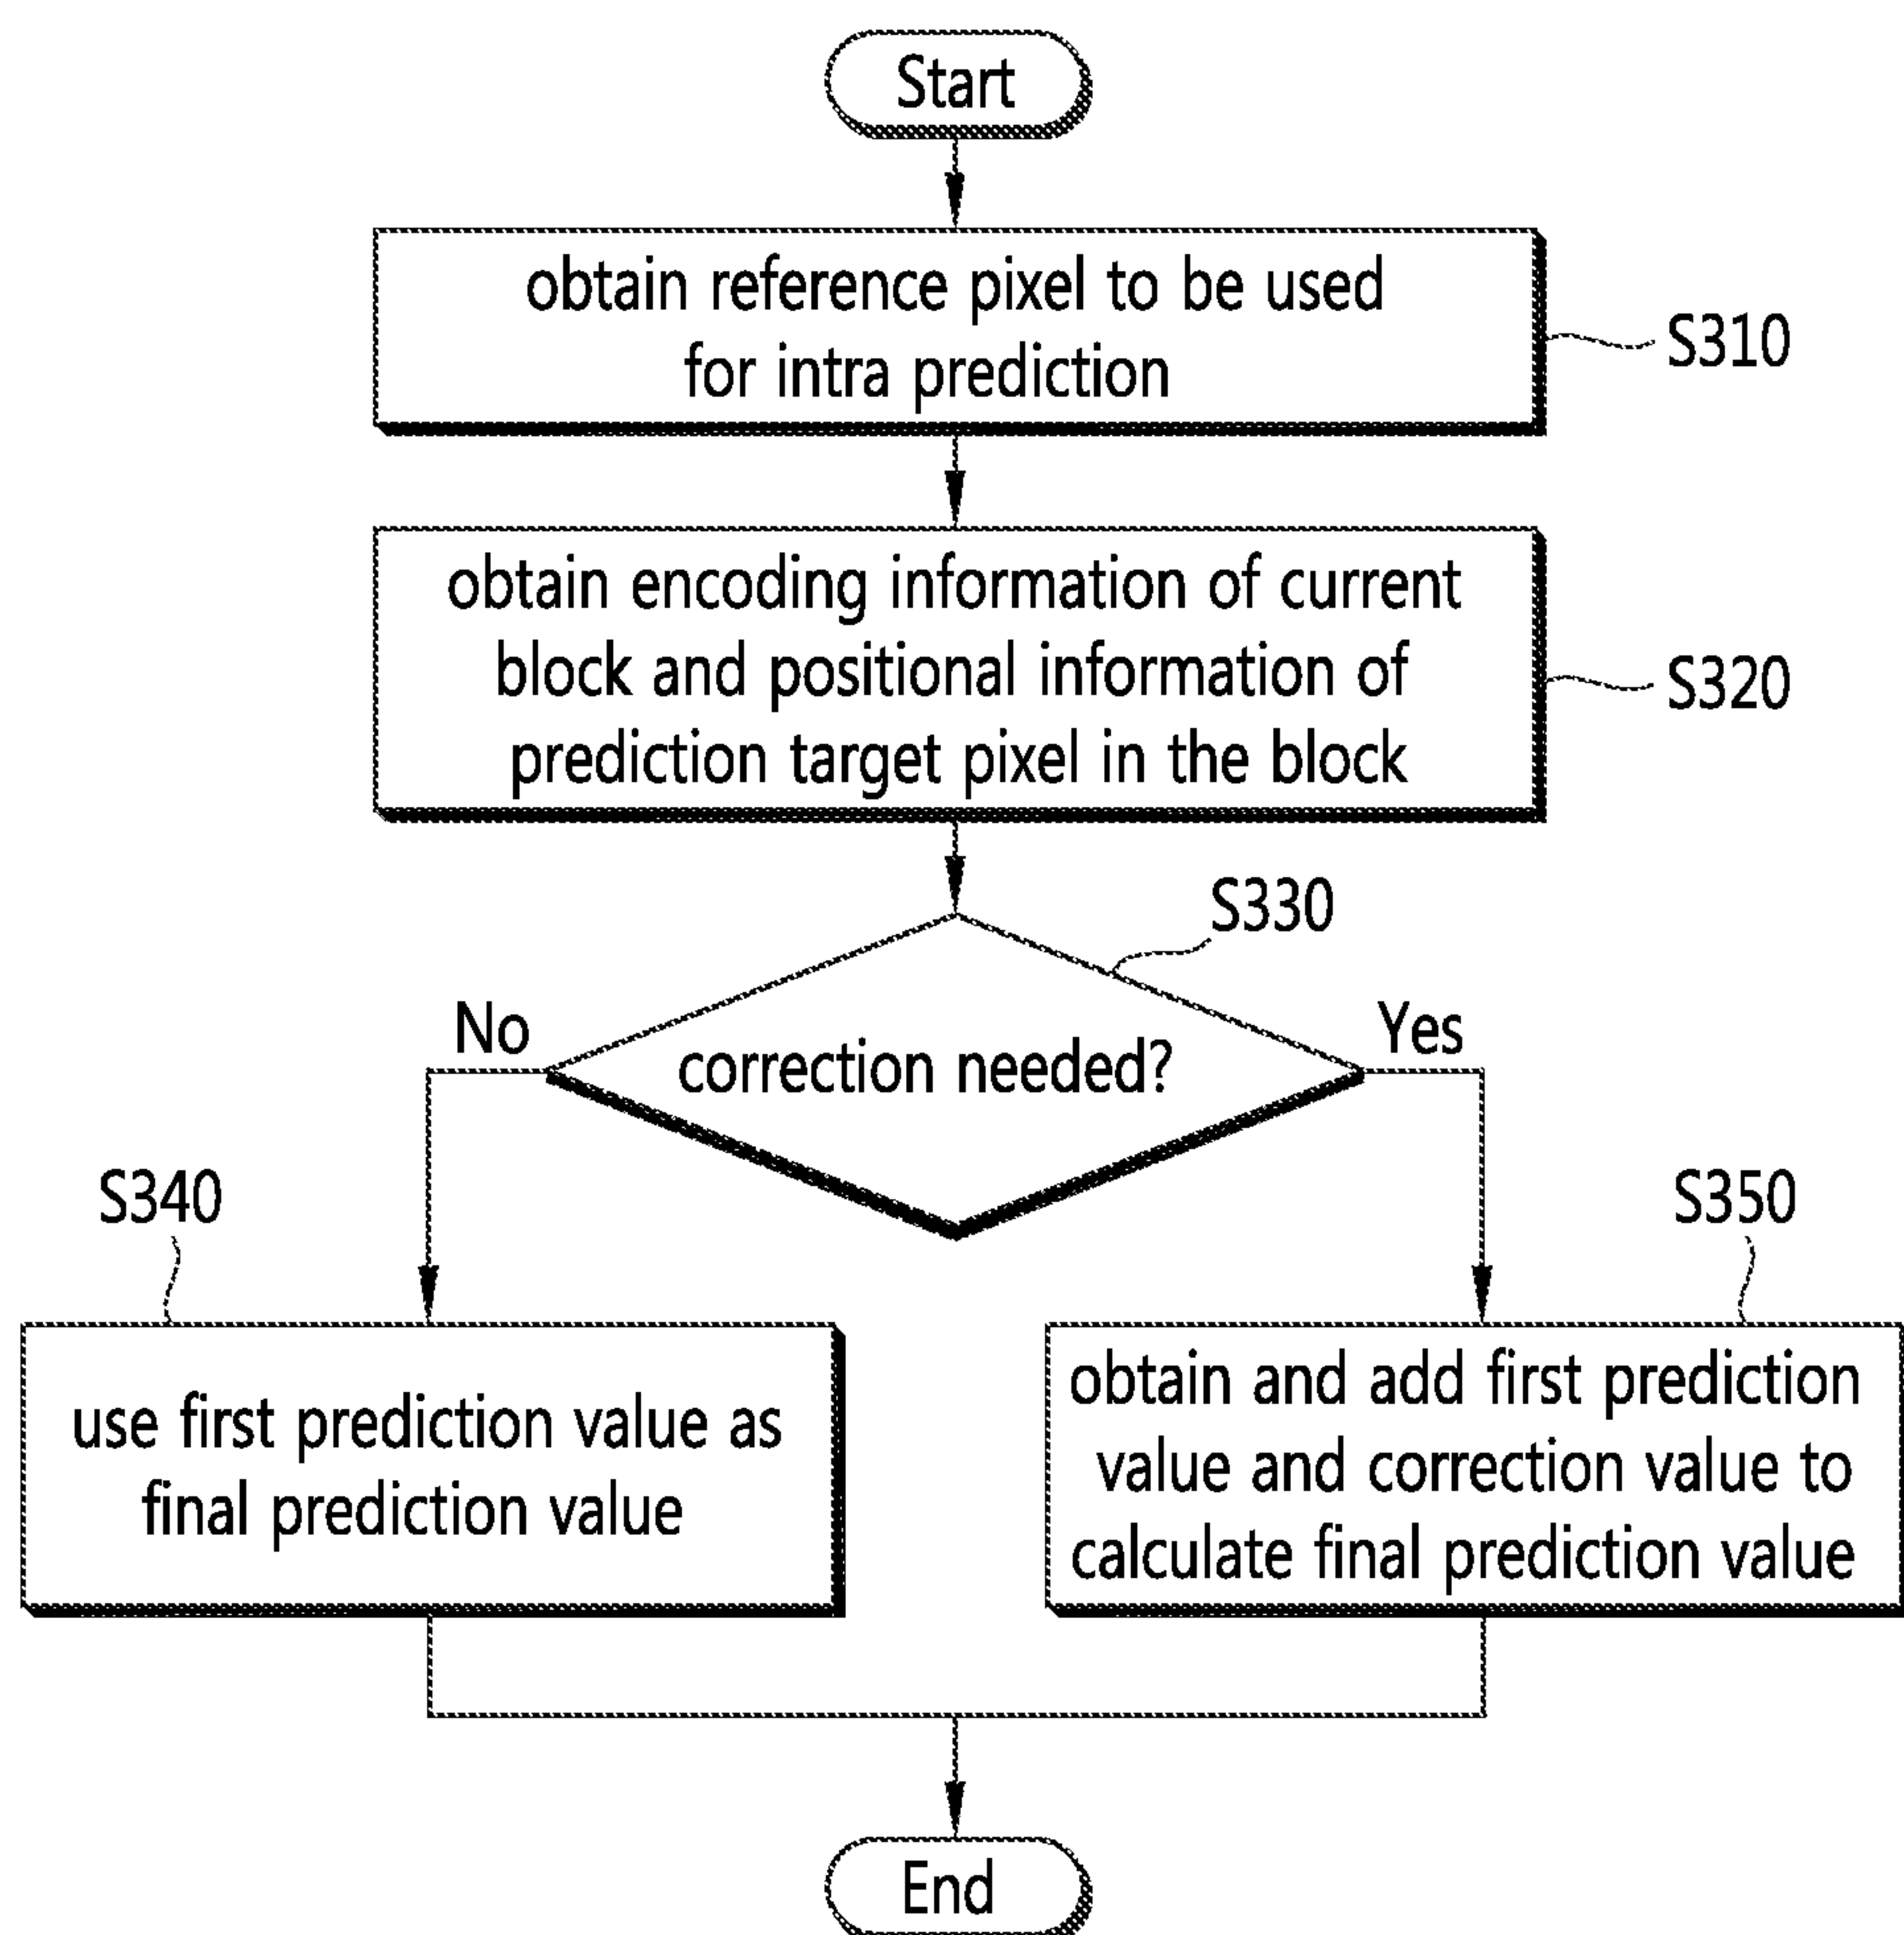 Start
obtain reference pixel to be used
for intra prediction
S310
obtain encoding information of current
block and positional information of
prediction target pixel in the block
S320
S330
No
correction needed?
Yes
S340
use first prediction value as
final prediction value
S350
obtain and add first prediction
value and correction value to
calculate final prediction value
End